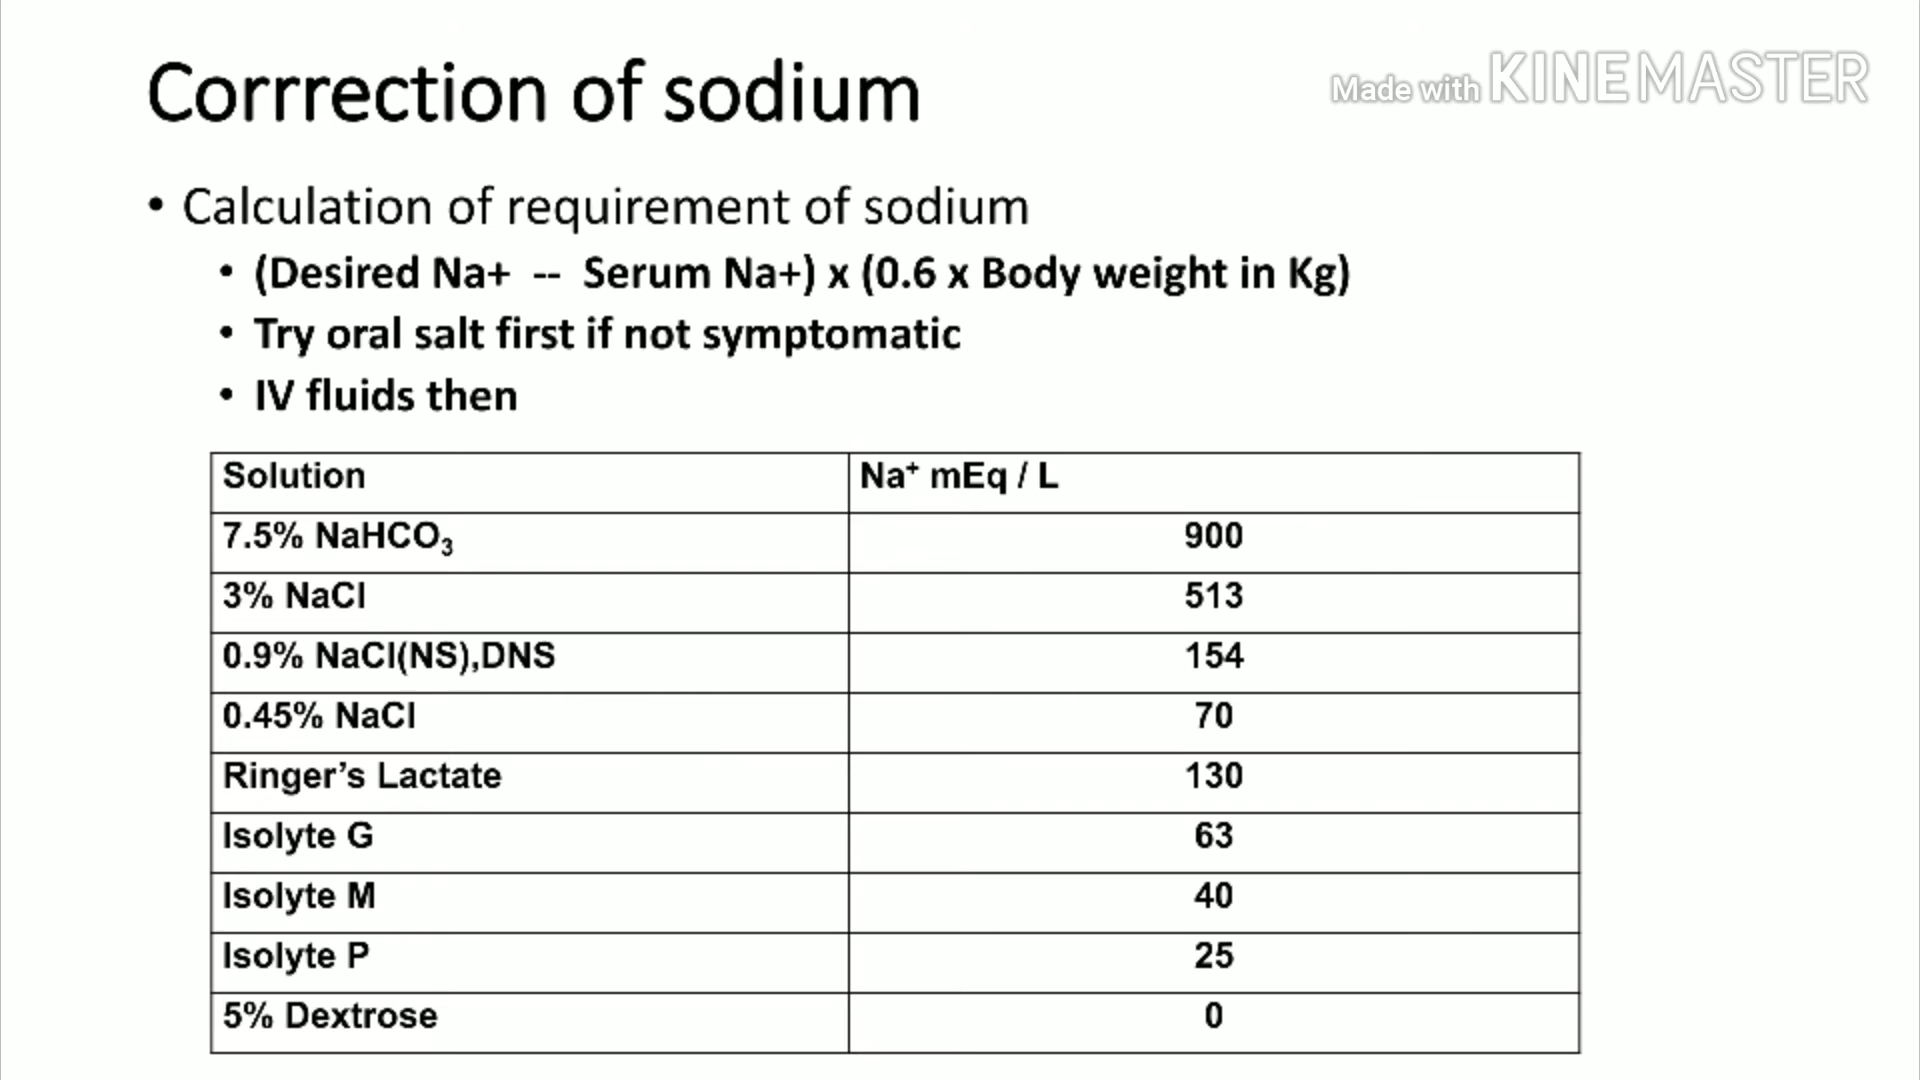 Corrrection of sodium
Made with KINEMASTER
• Calculation of requirement of sodium
• (Desired Na+ -- Serum Na+) x (0.6 x Body weight in Kg)
• Try oral salt first if not symptomatic
• IV fluids then
Solution Na⁺ mEq / L
7.5% NaHCO₃ 900
3% NaCl 513
0.9% NaCl(NS),DNS 154
0.45% NaCl 70
Ringer’s Lactate 130
Isolyte G 63
Isolyte M 40
Isolyte P 25
5% Dextrose 0